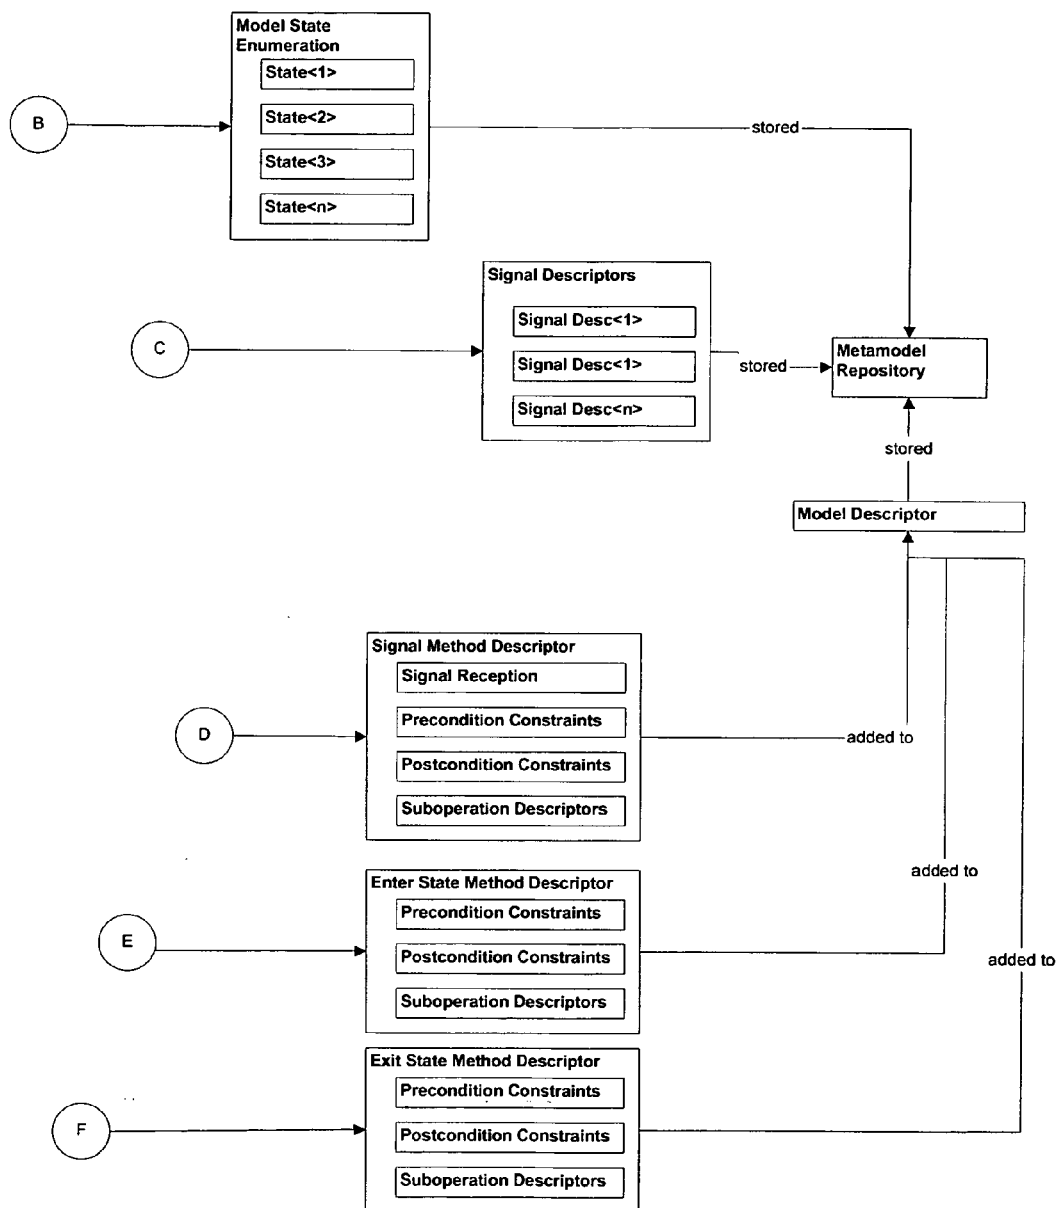 Model State
Enumeration
State<1>
State<2>
State<3>
State<n>
B
stored
Signal Descriptors
Signal Desc<1>
Signal Desc<1>
Signal Desc<n>
C
stored
Metamodel
Repository
stored
Model Descriptor
Signal Method Descriptor
Signal Reception
Precondition Constraints
Postcondition Constraints
Suboperation Descriptors
D
added to
Enter State Method Descriptor
Precondition Constraints
Postcondition Constraints
Suboperation Descriptors
E
added to
added to
Exit State Method Descriptor
Precondition Constraints
Postcondition Constraints
Suboperation Descriptors
F